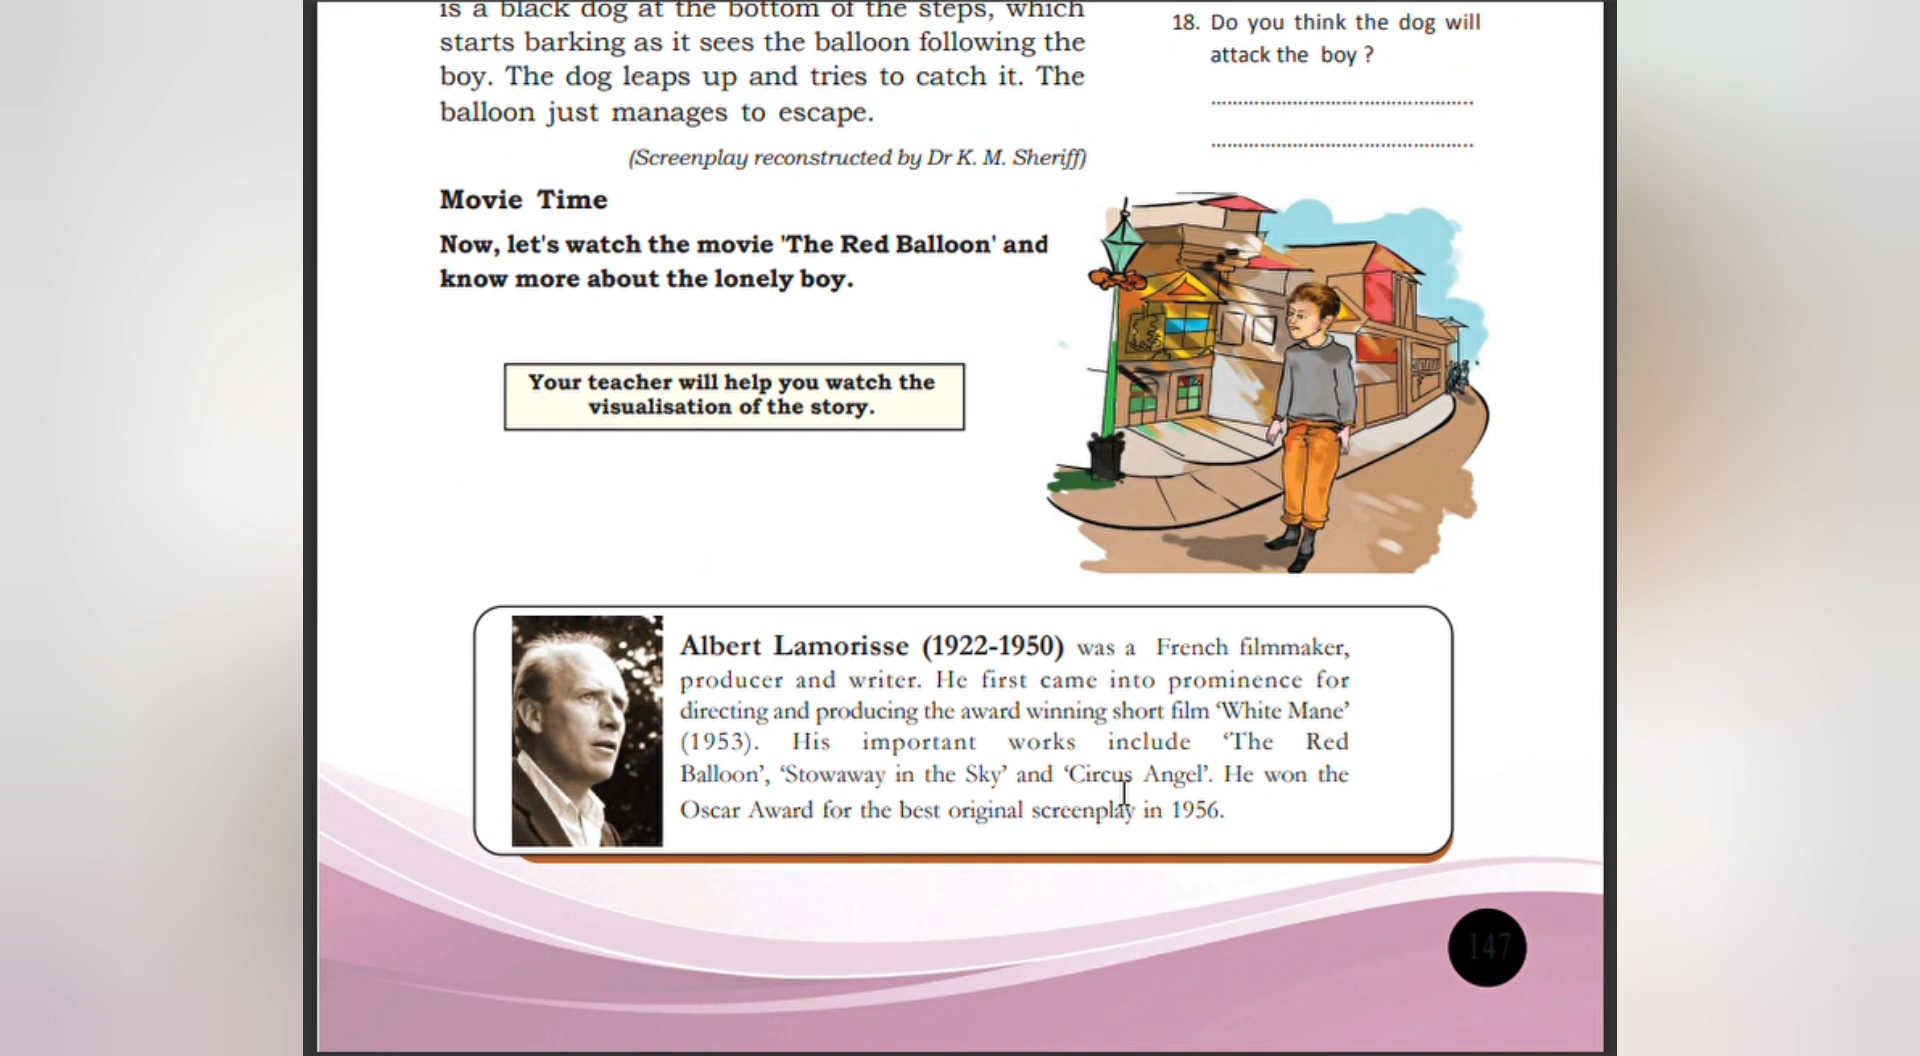 is a black dog at the bottom of the steps, which
starts barking as it sees the balloon following the
boy. The dog leaps up and tries to catch it. The
balloon just manages to escape.
(Screenplay reconstructed by Dr K. M. Sheriff)
18. Do you think the dog will
attack the boy ?
Movie Time
Now, let's watch the movie 'The Red Balloon' and
know more about the lonely boy.
Your teacher will help you watch the
visualisation of the story.
Albert Lamorisse (1922-1950) was a French filmmaker,
producer and writer. He first came into prominence for
directing and producing the award winning short film ‘White Mane’
(1953). His important works include ‘The Red
Balloon’, ‘Stowaway in the Sky’ and ‘Circus Angel’. He won the
Oscar Award for the best original screenplay in 1956.
147